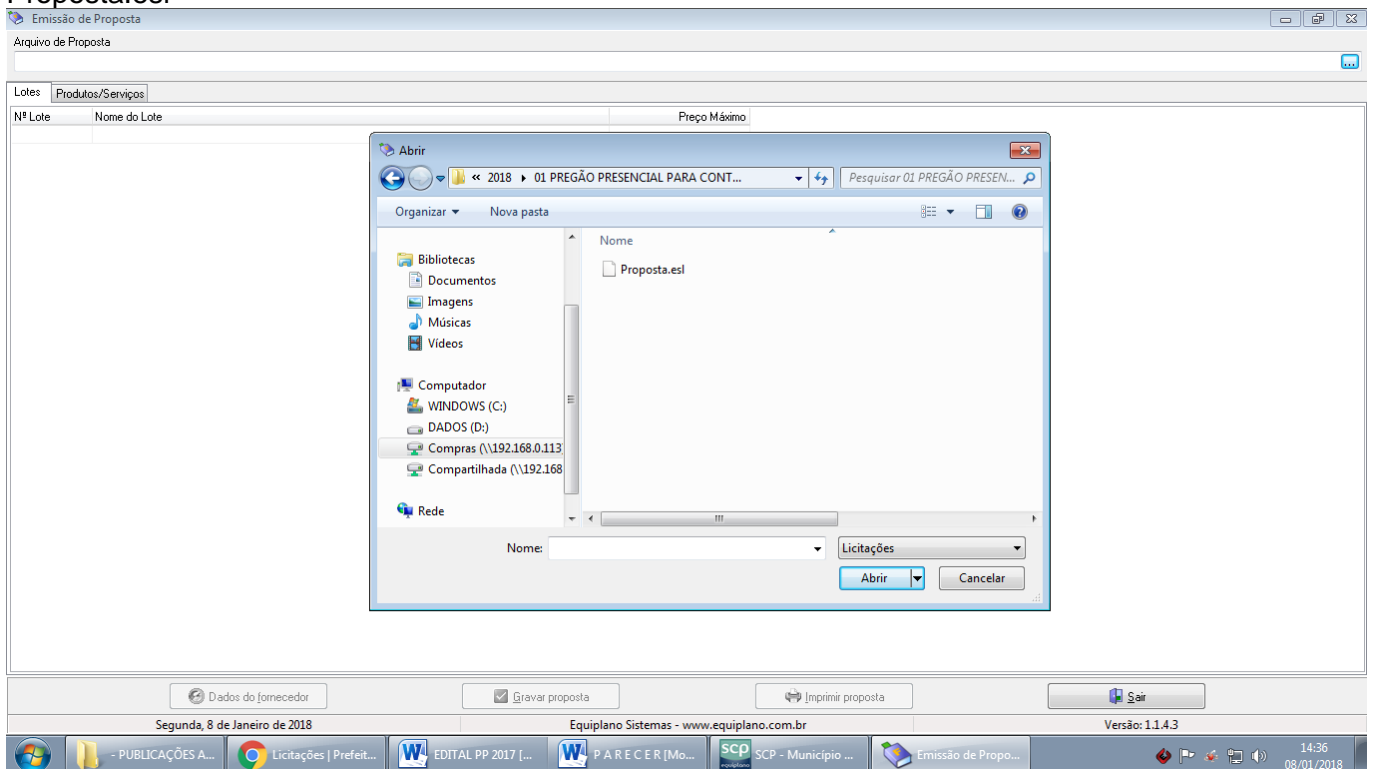 Emissão de Proposta
Arquivo de Proposta
...
Lotes Produtos/Serviços
Nº Lote Nome do Lote Preço Máximo
Abrir
« 2018 01 PREGÃO PRESENCIAL PARA CONT... Pesquisar 01 PREGÃO PRESEN...
Organizar Nova pasta
Nome
Bibliotecas
Proposta.esl
Documentos
Imagens
Músicas
Vídeos
Computador
WINDOWS (C:)
DADOS (D:)
Compras (\\192.168.0.113)
Compartilhada (\\192.168
Rede
Nome: Licitações
Abrir Cancelar
Dados do fornecedor Gravar proposta Imprimir proposta Sair
Segunda, 8 de Janeiro de 2018 Equiplano Sistemas - www.equiplano.com.br Versão: 1.1.4.3
- PUBLICAÇÕES A... Licitações | Prefeit... EDITAL PP 2017 [... P A R E C E R [Mo... scp equiplano SCP - Município ... Emissão de Propo... 14:36
08/01/2018